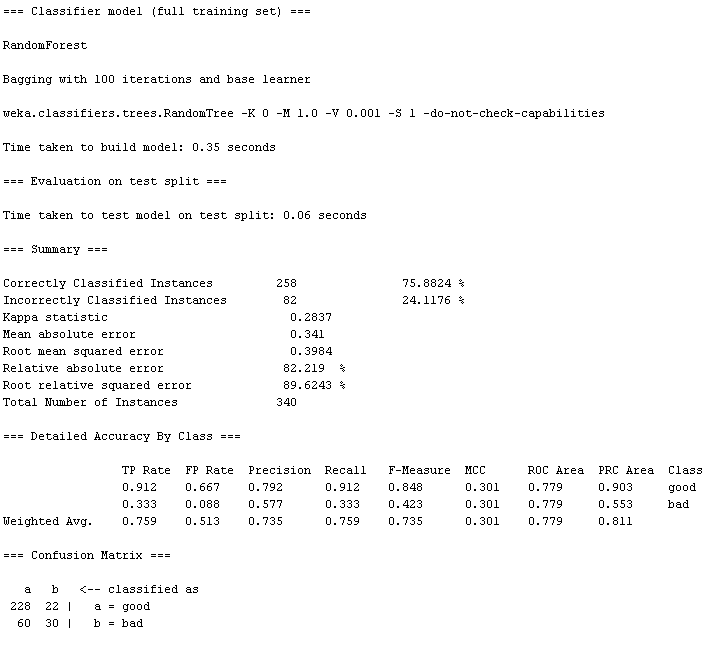 === Classifier model (full training set) ===
RandomForest
Bagging with 100 iterations and base learner
weka.classifiers.trees.RandomTree -K 0 -M 1.0 -V 0.001 -S 1 -do-not-check-capabilities
Time taken to build model: 0.35 seconds
=== Evaluation on test split ===
Time taken to test model on test split: 0.06 seconds
=== Summary ===
Correctly Classified Instances 258 75.8824 %
Incorrectly Classified Instances 82 24.1176 %
Kappa statistic 0.2837
Mean absolute error 0.341
Root mean squared error 0.3984
Relative absolute error 82.219 %
Root relative squared error 89.6243 %
Total Number of Instances 340
=== Detailed Accuracy By Class ===
TP Rate FP Rate Precision Recall F-Measure MCC ROC Area PRC Area Class
0.912 0.667 0.792 0.912 0.848 0.301 0.779 0.903 good
0.333 0.088 0.577 0.333 0.423 0.301 0.779 0.553 bad
Weighted Avg. 0.759 0.513 0.735 0.759 0.735 0.301 0.779 0.811
=== Confusion Matrix ===
a b <-- classified as
228 22 | a = good
60 30 | b = bad